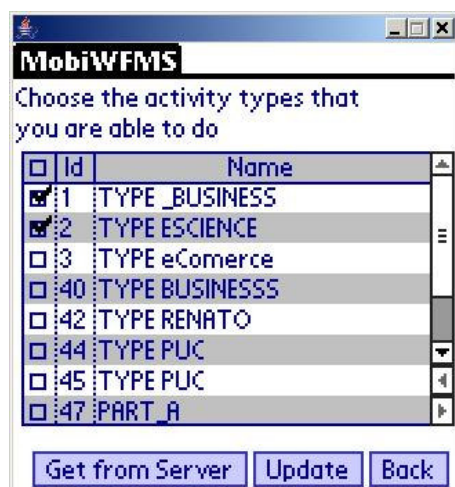 MobiWFMS
Choose the activity types that
you are able to do
Id Name
1 TYPE _BUSINESS
2 TYPE ESCIENCE
3 TYPE eComerce
40 TYPE BUSINESSS
42 TYPE RENATO
44 TYPE PUC
45 TYPE PUC
47 PART_A
Get from Server Update Back